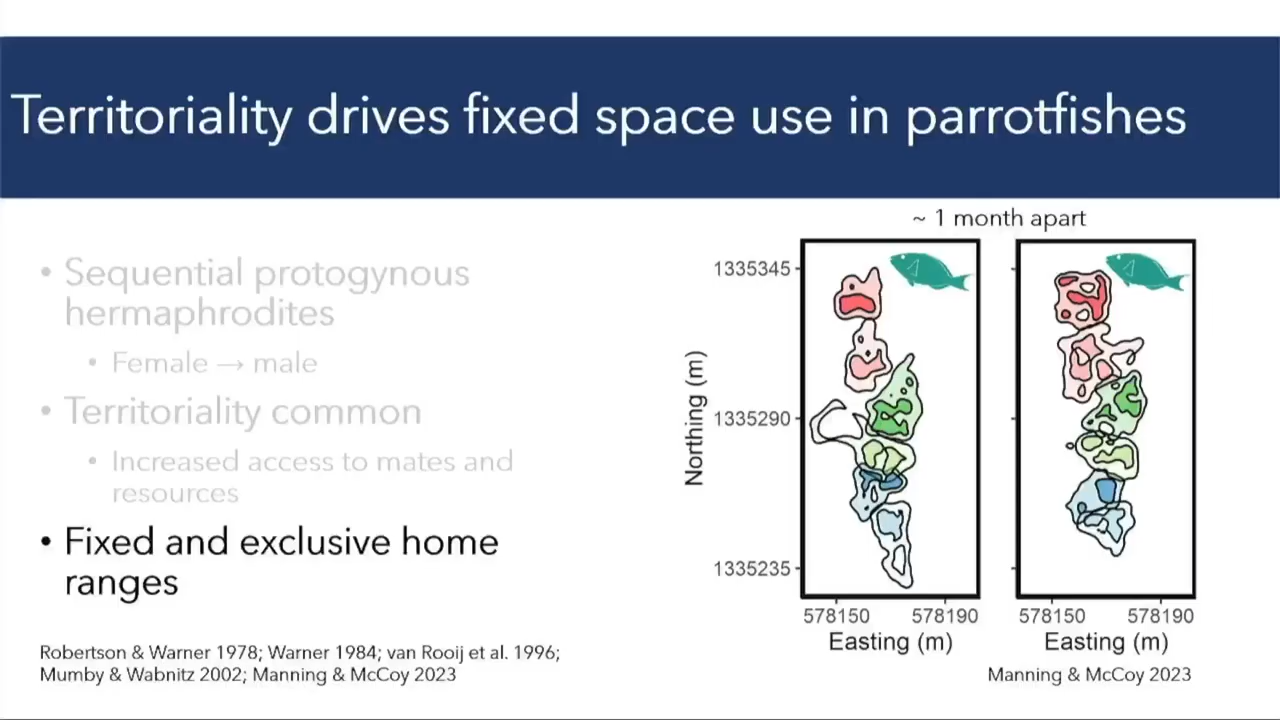 Territoriality drives fixed space use in parrotfishes
• Sequential protogynous
hermaphrodites
• Female → male
• Territoriality common
• Increased access to mates and
resources
• Fixed and exclusive home
ranges
Robertson & Warner 1978; Warner 1984; van Rooij et al. 1996;
Mumby & Wabnitz 2002; Manning & McCoy 2023
~ 1 month apart
Northing (m)
1335345
1335290
1335235
578150 578190
Easting (m)
578150 578190
Easting (m)
Manning & McCoy 2023